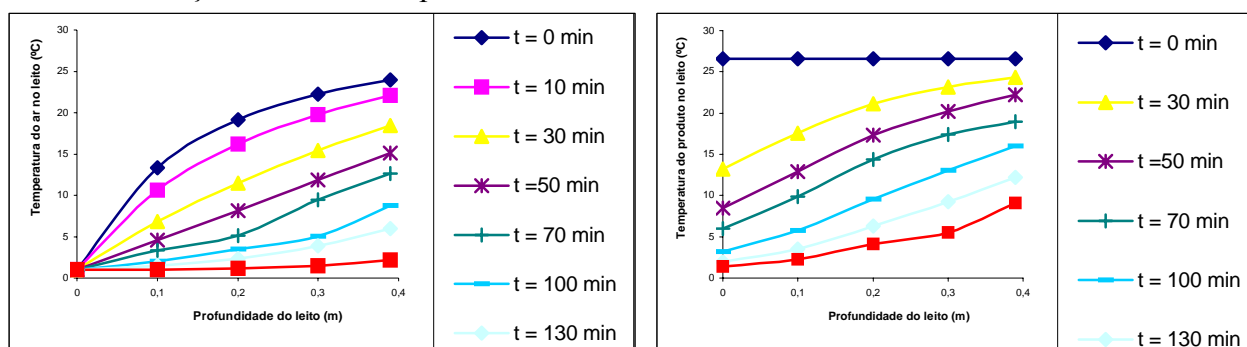 Temperatura do ar no leito (ºC)
30
25
20
15
10
5
0
0
0,1
0,2
0,3
0,4
Profundidade do leito (m)
t = 0 min
t = 10 min
t = 30 min
t =50 min
t = 70 min
t = 100 min
t = 130 min
Temperatura do produto no leito (ºC)
30
25
20
15
10
5
0
0
0,1
0,2
0,3
0,4
Profundidade do leito (m)
t = 0 min
t = 30 min
t =50 min
t = 70 min
t = 100 min
t = 130 min